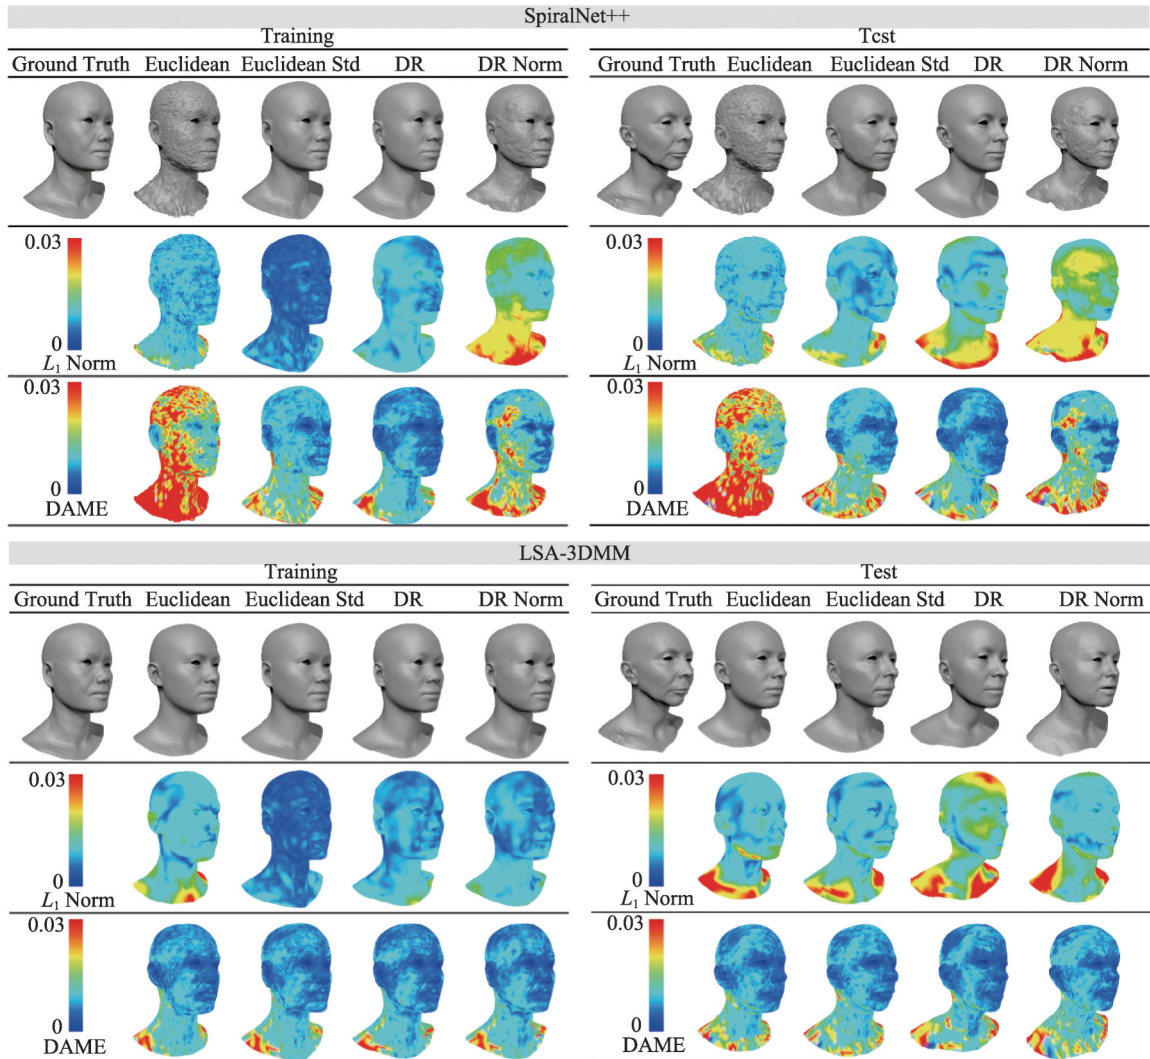 SpiralNet++
Training
Tcst
Ground Truth Euclidean Euclidean Std DR DR Norm
Ground Truth Euclidean Euclidean Std DR DR Norm
0.03
0
L₁ Norm
0.03
0
L₁ Norm
0.03
0
DAME
0.03
0
DAME
LSA-3DMM
Training
Test
Ground Truth Euclidean Euclidean Std DR DR Norm
Ground Truth Euclidean Euclidean Std DR DR Norm
0.03
0
L₁ Norm
0.03
0
L₁ Norm
0.03
0
DAME
0.03
0
DAME